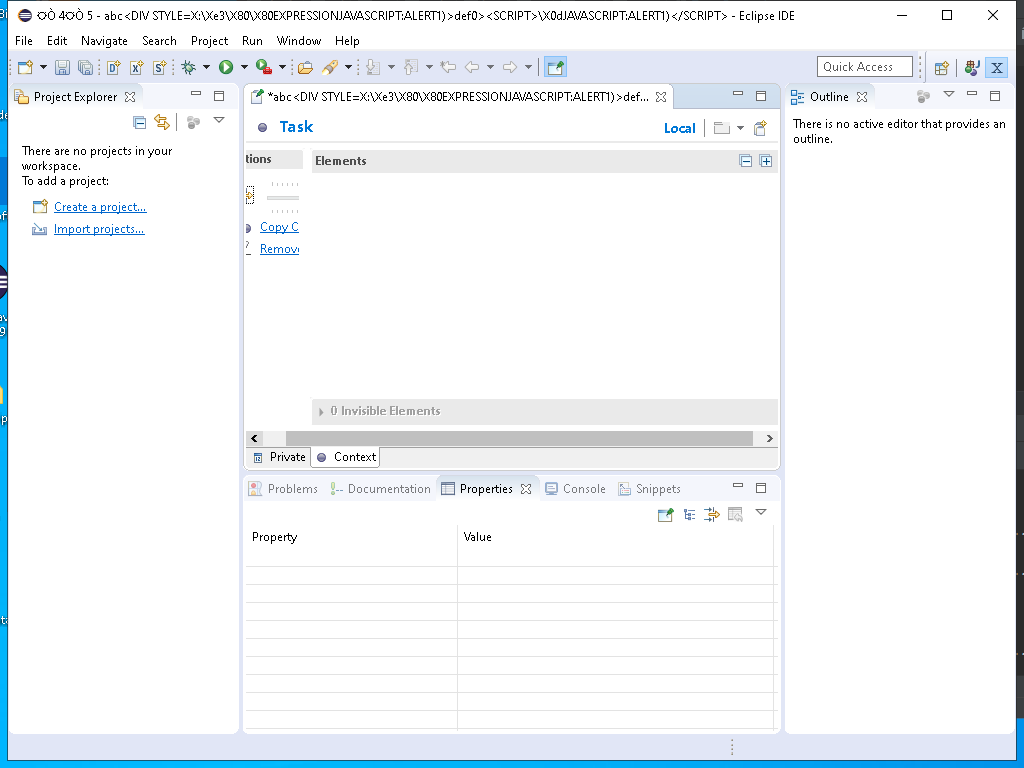 ՕՕ 4ՕՕ 5 - abc<DIV STYLE=X:\Xe3\X80\X80EXPRESSIONJAVASCRIPT:ALERT1)>def0><SCRIPT>\X0dJAVASCRIPT:ALERT1)</SCRIPT> - Eclipse IDE
File Edit Navigate Search Project Run Window Help
Quick Access
Project Explorer
There are no projects in your
workspace.
To add a project:
Create a project...
Import projects...
*abc<DIV STYLE=X:\Xe3\X80\X80EXPRESSIONJAVASCRIPT:ALERT1)>def...
Task
Local
tions
Elements
Copy C
Remov
0 Invisible Elements
Private Context
Outline
There is no active editor that provides an
outline.
Problems Documentation Properties Console Snippets
Property Value